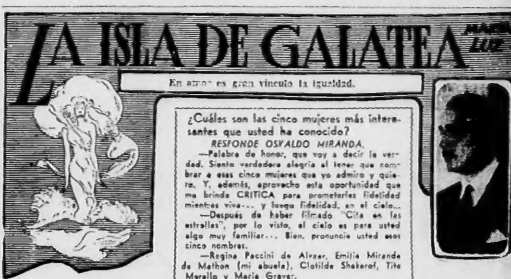 LA ISLA DE GALATEA
MARIA
LUZ
En amor es gran vínculo la igualdad.
¿Cuáles son las cinco mujeres más intere-
santes que usted ha conocido?
RESPONDE OSVALDO MIRANDA.
—Palabra de honor, que voy a decir la ver-
dad. Siento verdadera alegría al tener que nom-
brar a esas cinco mujeres que yo admiro y quie-
ro. Y, además, aprovecho esta oportunidad que
me brinda CRITICA para prometerles fidelidad
mientras viva... y luego fidelidad, en el cielo...
—Después de haber filmado "Cita en las
estrellas", por lo visto, el cielo es para usted
algo muy familiar... Bien, pronuncie usted esos
cinco nombres.
—Regina Paccini de Alvear, Emilia Miranda
de Mathon (mi abuela), Clotilde Sakarof, Tita
Merello y María Grever.